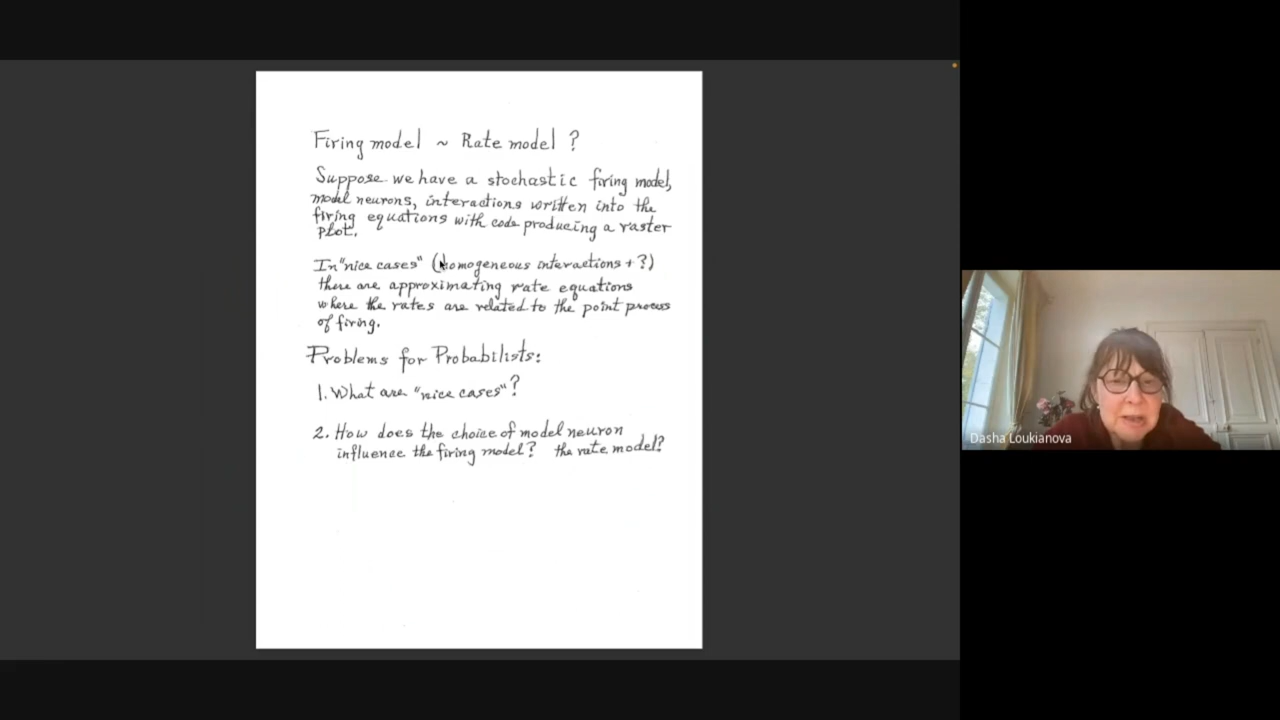 Firing model ~ Rate model ?
Suppose we have a stochastic firing model,
model neurons, interactions written into the
firing equations with code producing a raster
plot.
In "nice cases" (homogeneous interactions + ?)
there are approximating rate equations
where the rates are related to the point process
of firing.
Problems for Probabilists:
1. What are "nice cases"?
2. How does the choice of model neuron
influence the firing model? the rate model?
Dasha Loukianova